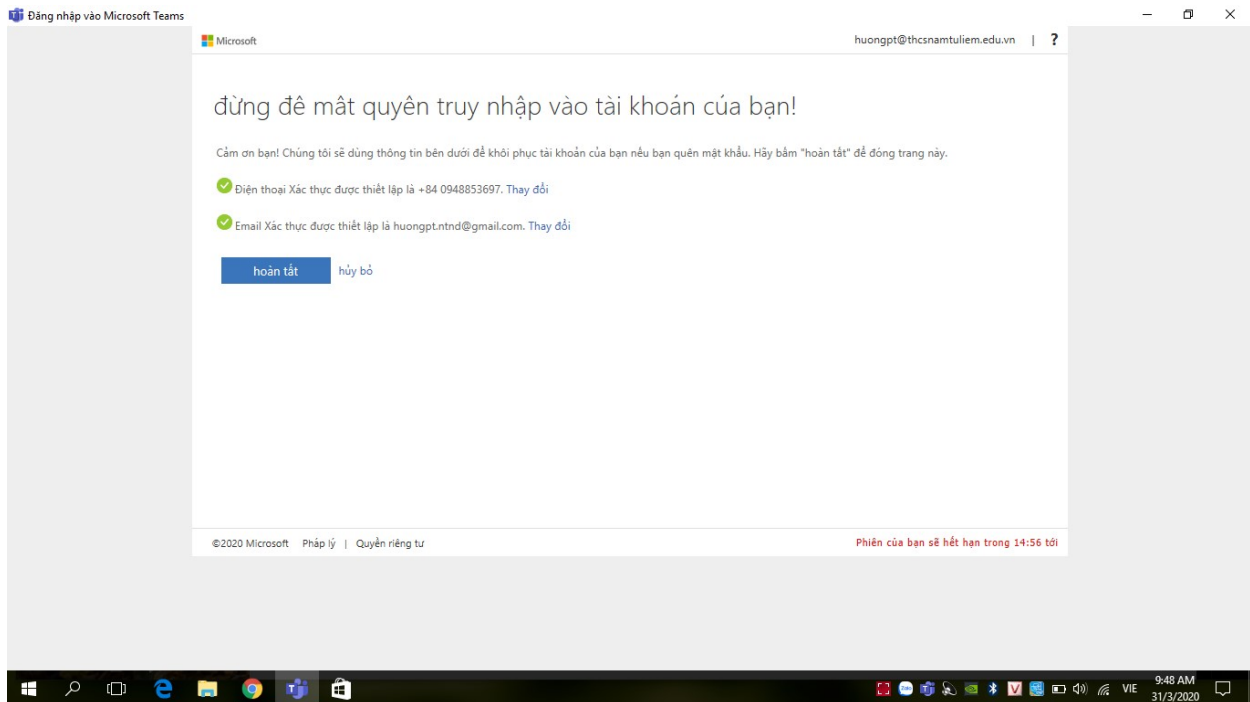 Đăng nhập vào Microsoft Teams
Microsoft
huongpt@thcsnamtuliem.edu.vn | ?
đừng đê mât quyên truy nhập vào tài khoán cúa bạn!
Cảm ơn bạn! Chúng tôi sẽ dùng thông tin bên dưới để khôi phục tài khoản của bạn nếu bạn quên mật khẩu. Hãy bấm "hoàn tất" để đóng trang này.
Điện thoại Xác thực được thiết lập là +84 0948853697. Thay đổi
Email Xác thực được thiết lập là huongpt.ntnd@gmail.com. Thay đổi
hoàn tất hủy bỏ
©2020 Microsoft Pháp lý | Quyền riêng tư
Phiên của bạn sẽ hết hạn trong 14:56 tới
VIE
9:48 AM
31/3/2020